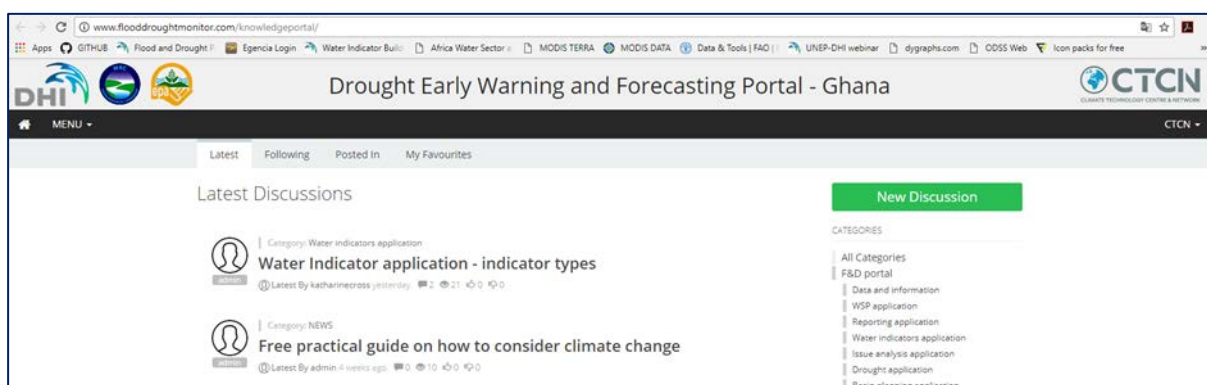 www.flooddroughtmonitor.com/knowledgeportal/
Apps GITHUB Flood and Drought P Egencia Login Water Indicator Build Africa Water Sector MODIS TERRA MODIS DATA Data & Tools | FAO | UNEP-DHI webinar dygraphs.com ODSS Web Icon packs for free »
DHI epa Drought Early Warning and Forecasting Portal - Ghana CTCN
CLIMATE TECHNOLOGY CENTRE & NETWORK
MENU CTCN
Latest Following Posted In My Favourites
Latest Discussions
New Discussion
Category: Water indicators application
Water Indicator application - indicator types
admin
Latest By katharinecross yesterday. 2 21 0 0
Category: NEWS
Free practical guide on how to consider climate change
admin
Latest By admin 4 weeks ago. 0 10 0 0
CATEGORIES
All Categories
F&D portal
Data and information
WSP application
Reporting application
Water indicators application
Issue analysis application
Drought application
Basin planning application